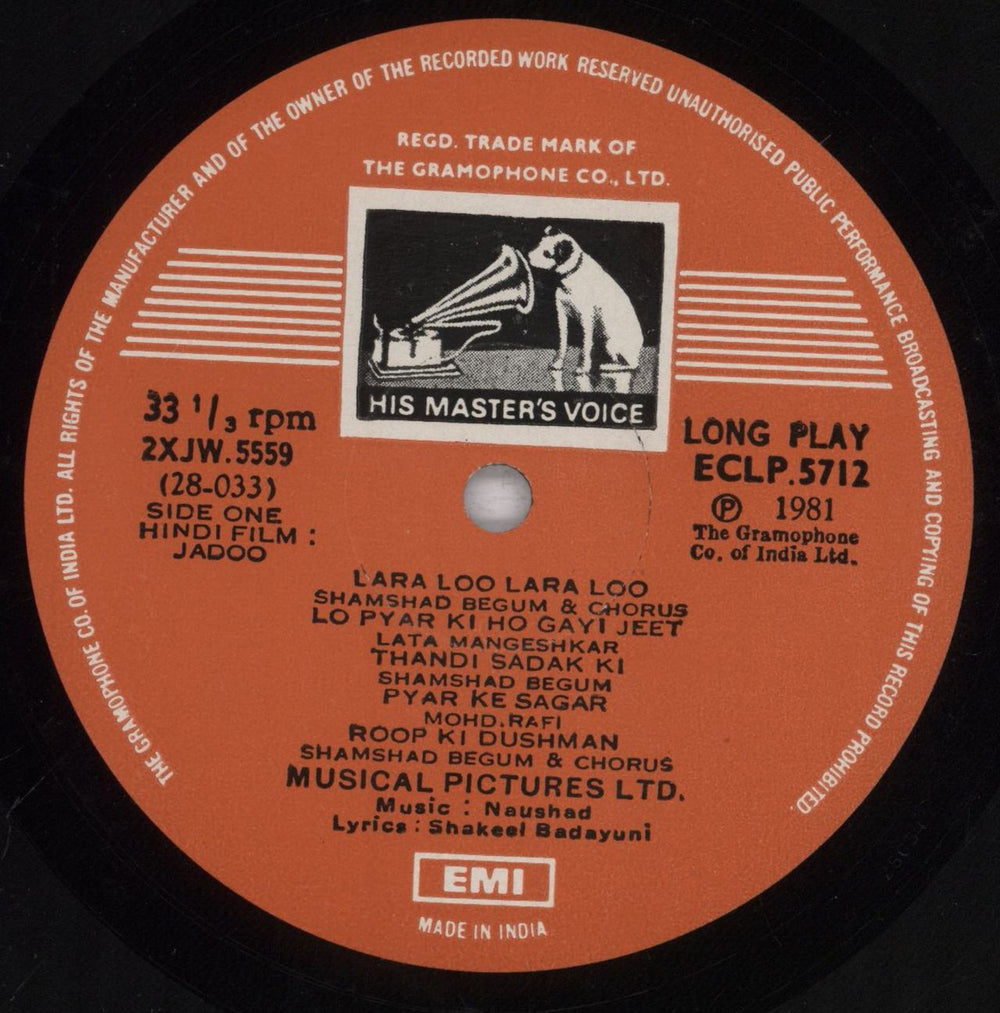 THE GRAMOPHONE CO. OF INDIA LTD. ALL RIGHTS OF THE MANUFACTURER AND OF THE OWNER OF THE RECORDED WORK RESERVED UNAUTHORISED PUBLIC PERFORMANCE BROADCASTING AND COPYING OF THIS RECORD PROHIBITED.
REGD. TRADE MARK OF
THE GRAMOPHONE CO., LTD.
HIS MASTER'S VOICE
33 1/3 rpm
2XJW.5559
(28-033)
SIDE ONE
HINDI FILM :
JADOO
LONG PLAY
ECLP.5712
Ⓟ 1981
The Gramophone
Co. of India Ltd.
LARA LOO LARA LOO
SHAMSHAD BEGUM & CHORUS
LO PYAR KI HO GAYI JEET
LATA MANGESHKAR
THANDI SADAK KI
SHAMSHAD BEGUM
PYAR KE SAGAR
MOHD.RAFI
ROOP KI DUSHMAN
SHAMSHAD BEGUM & CHORUS
MUSICAL PICTURES LTD.
Music : Naushad
Lyrics : Shakeel Badayuni
EMI
MADE IN INDIA